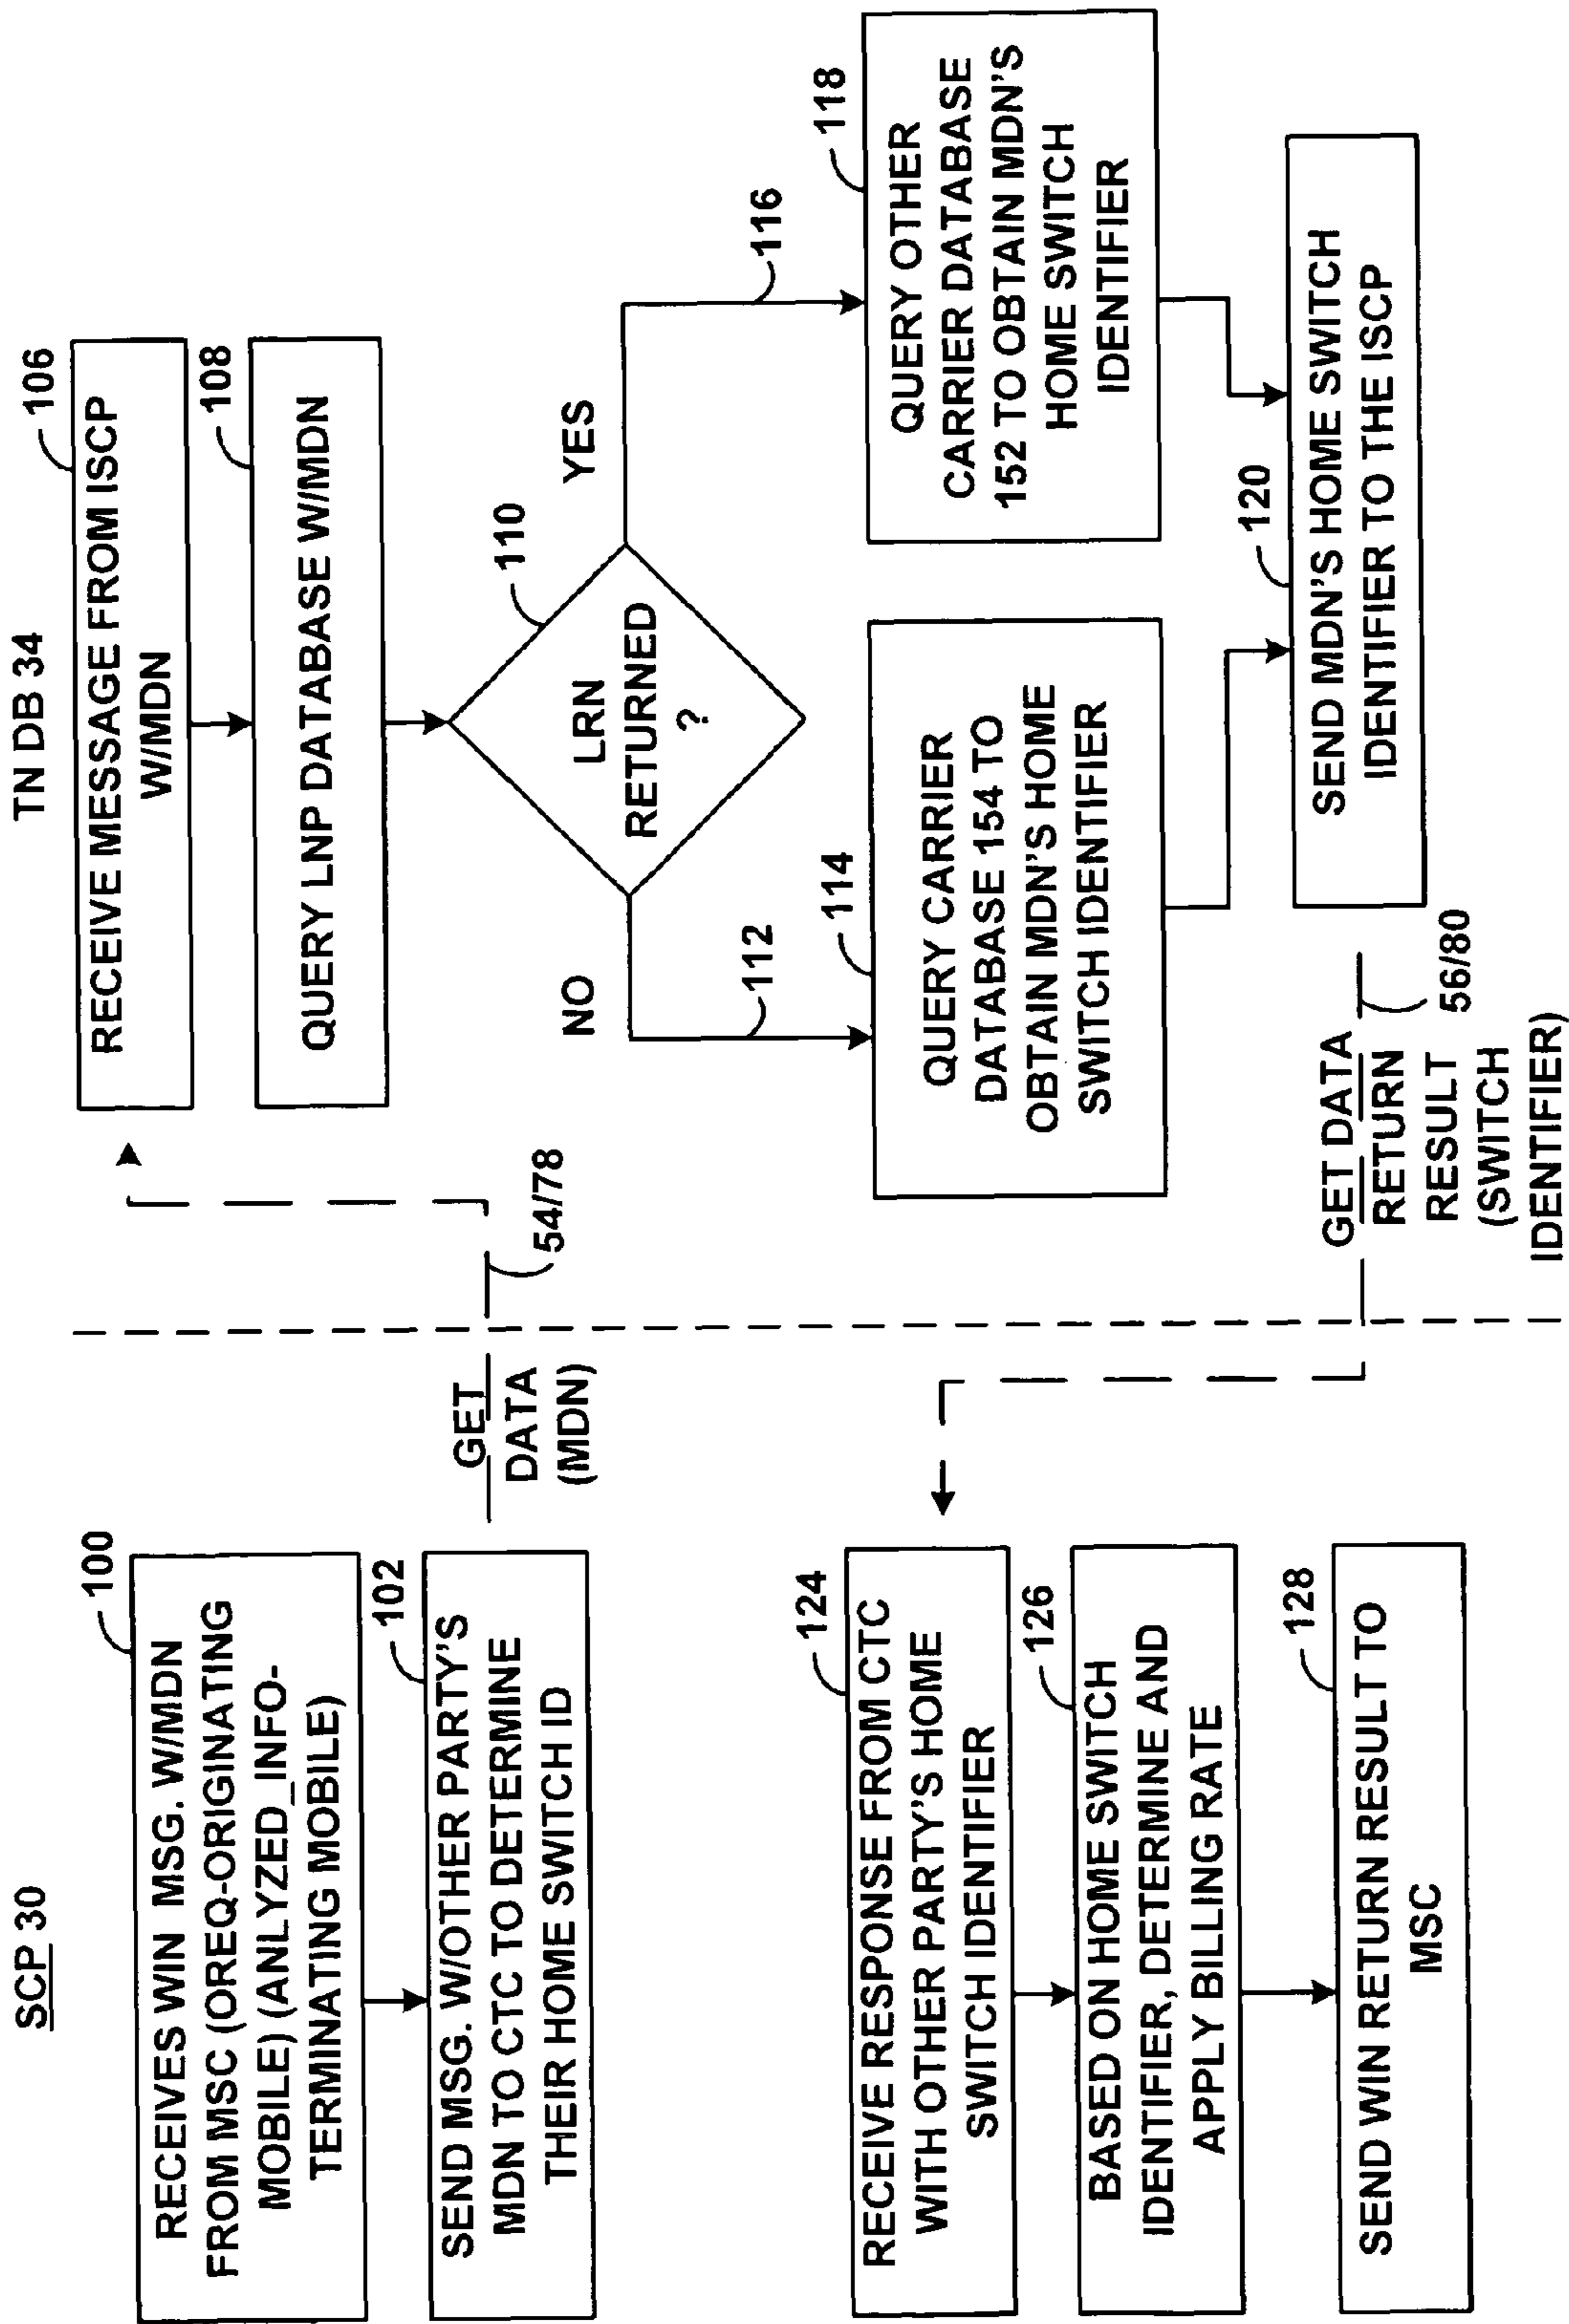 SCP 30
100
RECEIVES WIN MSG. W/MDN
FROM MSC (OREQ-ORIGINATING
MOBILE) (ANLYZED_INFO-
TERMINATING MOBILE)
102
SEND MSG. W/OTHER PARTY'S
MDN TO CTC TO DETERMINE
THEIR HOME SWITCH ID
GET
DATA
(MDN)
54/78
TN DB 34
106
RECEIVE MESSAGE FROM ISCP
W/MDN
108
QUERY LNP DATABASE W/MDN
110
LRN
RETURNED
?
NO
112
YES
116
114
QUERY CARRIER
DATABASE 154 TO
OBTAIN MDN'S HOME
SWITCH IDENTIFIER
118
QUERY OTHER
CARRIER DATABASE
152 TO OBTAIN MDN'S
HOME SWITCH
IDENTIFIER
120
SEND MDN'S HOME SWITCH
IDENTIFIER TO THE ISCP
56/80
GET DATA
RETURN
RESULT
(SWITCH
IDENTIFIER)
124
RECEIVE RESPONSE FROM CTC
WITH OTHER PARTY'S HOME
SWITCH IDENTIFIER
126
BASED ON HOME SWITCH
IDENTIFIER, DETERMINE AND
APPLY BILLING RATE
128
SEND WIN RETURN RESULT TO
MSC